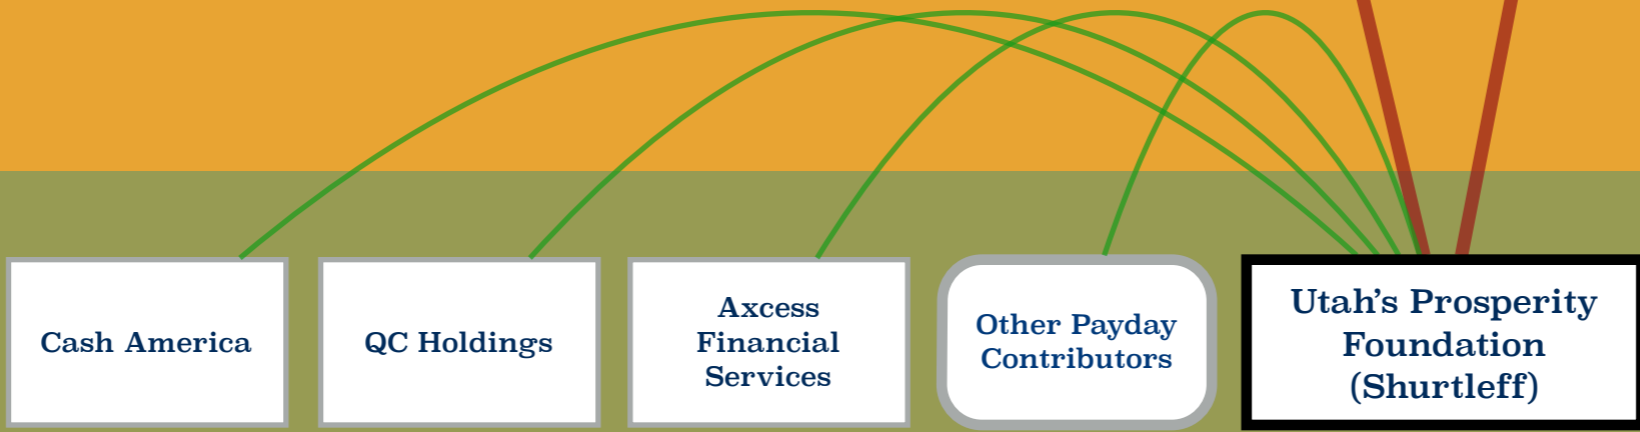 Cash America
QC Holdings
Axcess
Financial
Services
Other Payday
Contributors
Utah’s Prosperity
Foundation
(Shurtleff)